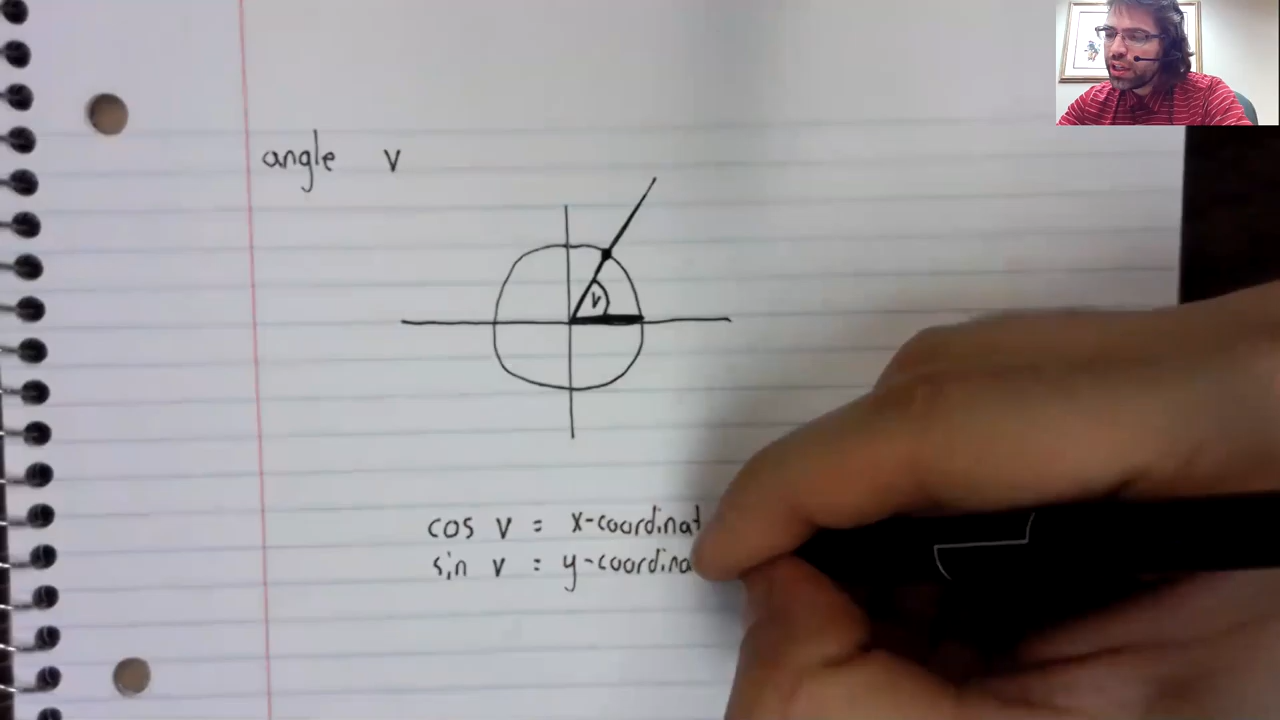 angle v
v
cos v = x-coordinat
sin v = y-coordina